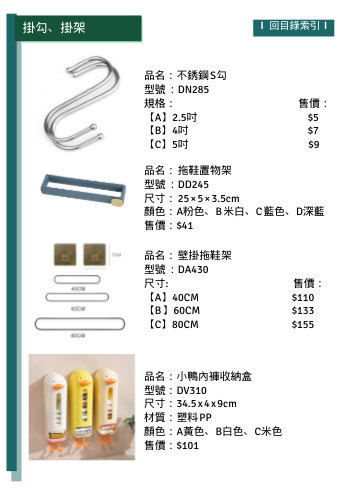 掛勾、掛架
I 回目錄索引 I
品名：不銹鋼S勾
型號：DN285
規格： 售價：
【A】2.5吋 $5
【B】4吋 $7
【C】5吋 $9
品名：拖鞋置物架
型號：DD245
尺寸：25×5×3.5cm
顏色：A粉色、B米白、C藍色、D深藍
售價：$41
品名：壁掛拖鞋架
型號：DA430
尺寸: 售價：
【A】40CM $110
【B】60CM $133
【C】80CM $155
40CM
60CM
80CM
品名：小鴨內褲收納盒
型號：DV310
尺寸：34.5x4x9cm
材質：塑料PP
顏色：A黃色、B白色、C米色
售價：$101